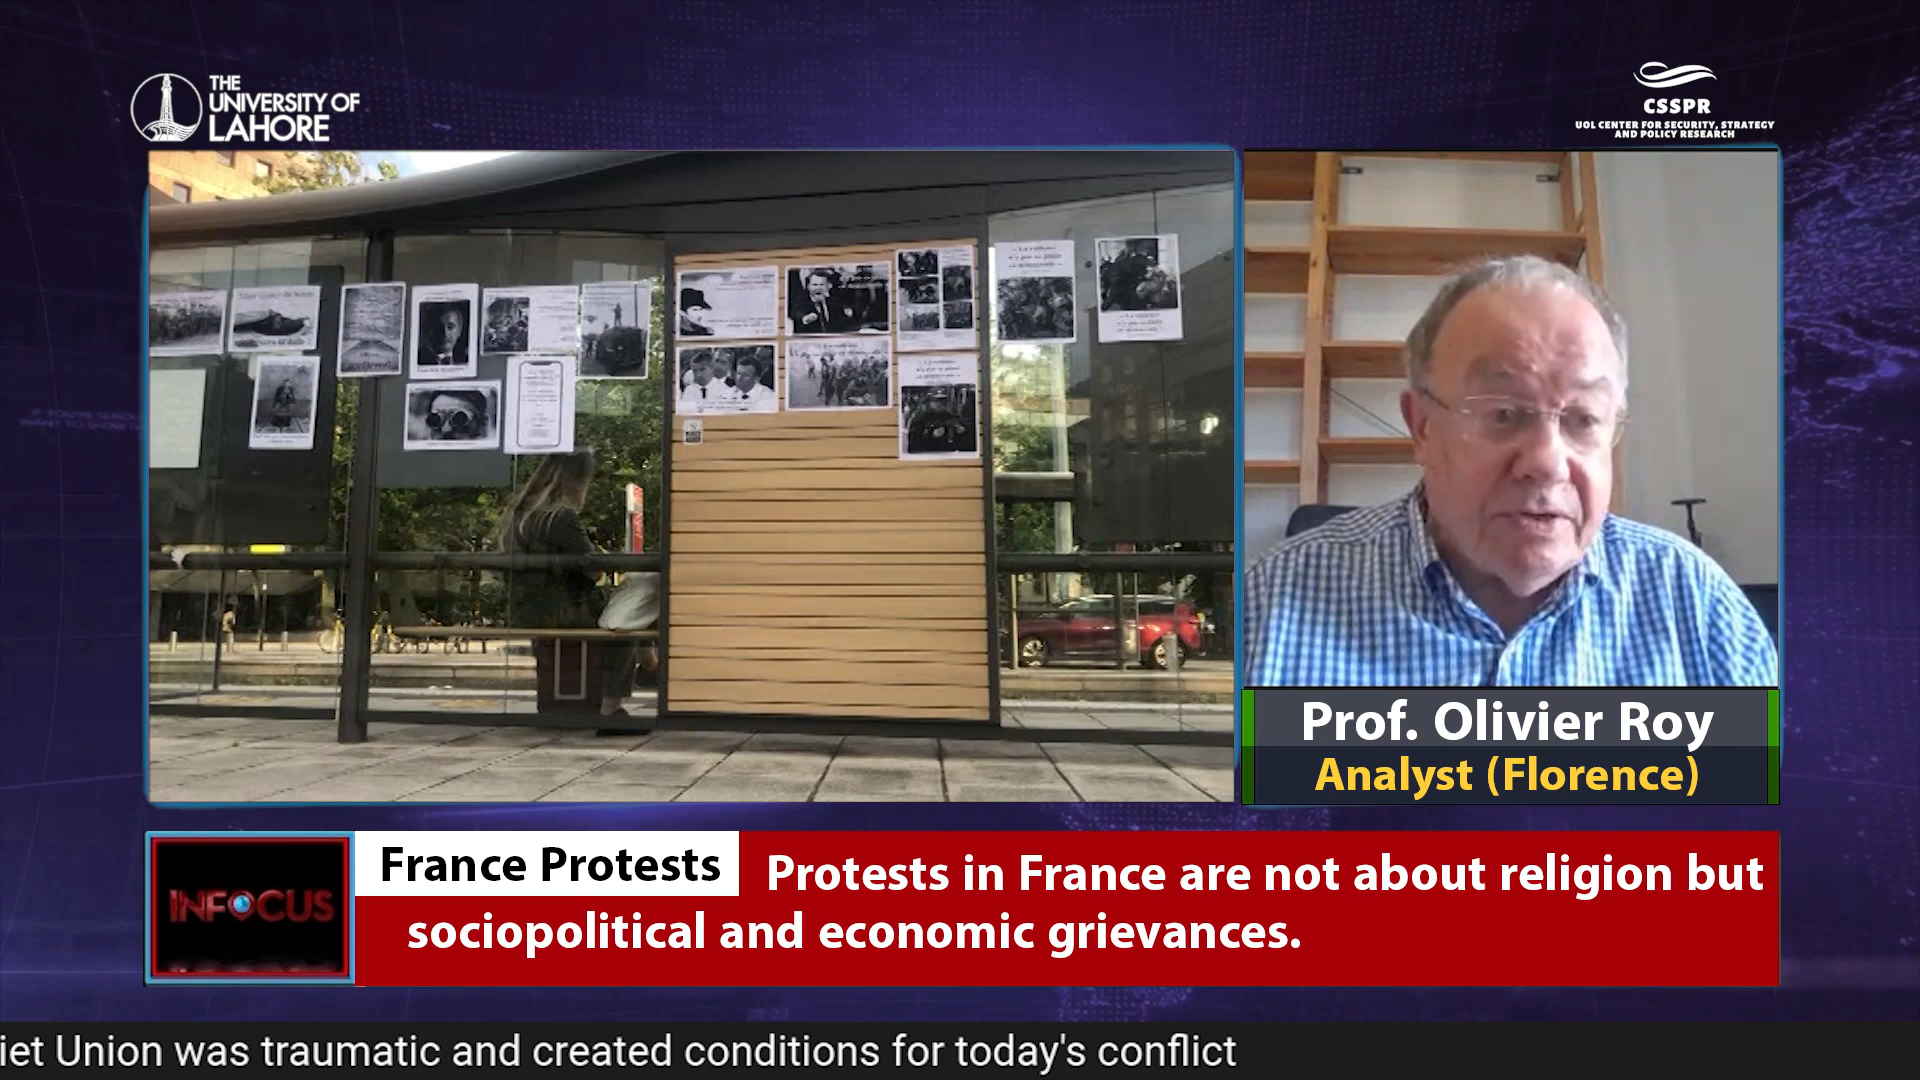 THE
UNIVERSITY OF
LAHORE
CSSPR
UOL CENTER FOR SECURITY, STRATEGY
AND POLICY RESEARCH
Prof. Olivier Roy
Analyst (Florence)
INFOCUS
France Protests
Protests in France are not about religion but
sociopolitical and economic grievances.
iet Union was traumatic and created conditions for today's conflict